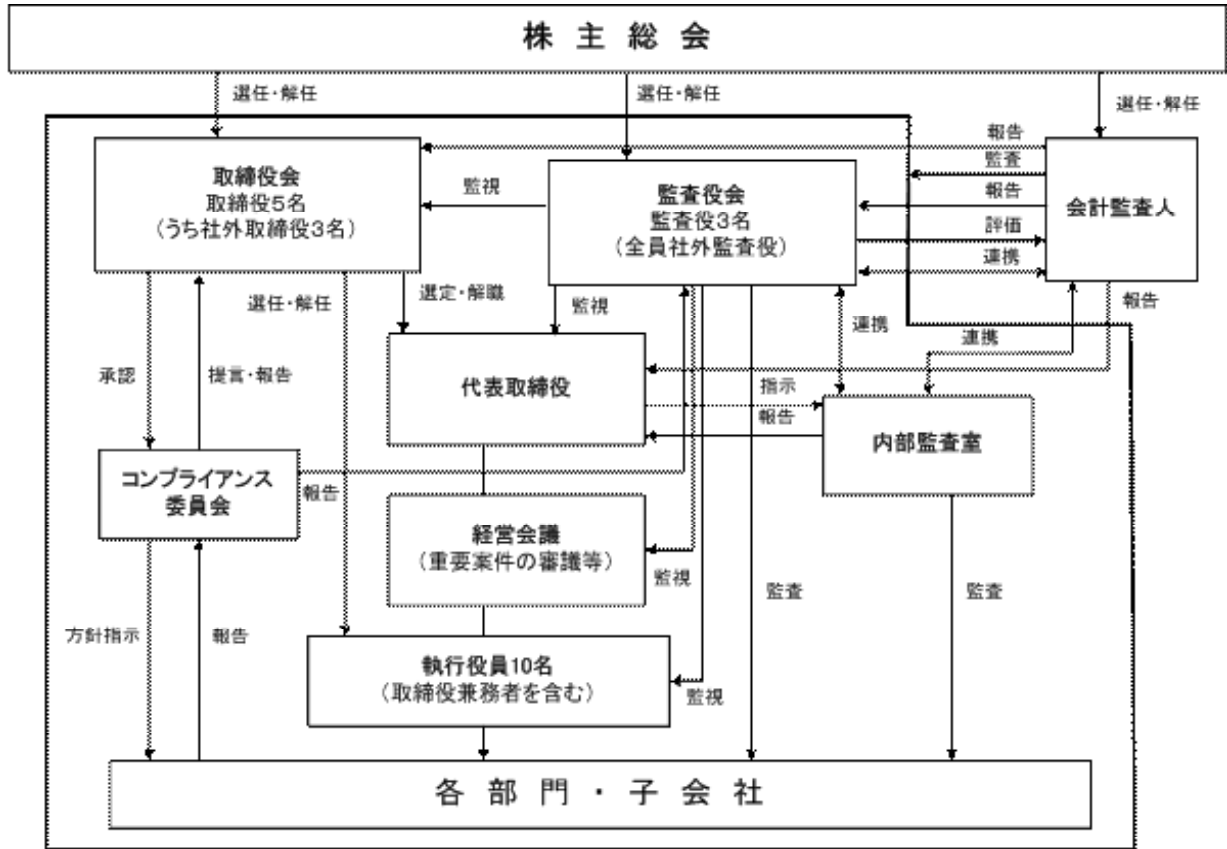 株主総会
選任・解任
選任・解任
選任・解任
報告
監査
報告
評価
連携
取締役会
取締役5名
(うち社外取締役3名)
監視
監査役会
監査役3名
(全員社外監査役)
会計監査人
選任・解任
選定・解職
監視
連携
連携
報告
承認
提言・報告
代表取締役
指示
報告
内部監査室
コンプライアンス
委員会
報告
経営会議
(重要案件の審議等)
監視
監査
監査
方針指示
報告
執行役員10名
(取締役兼務者を含む)
監視
各部門・子会社